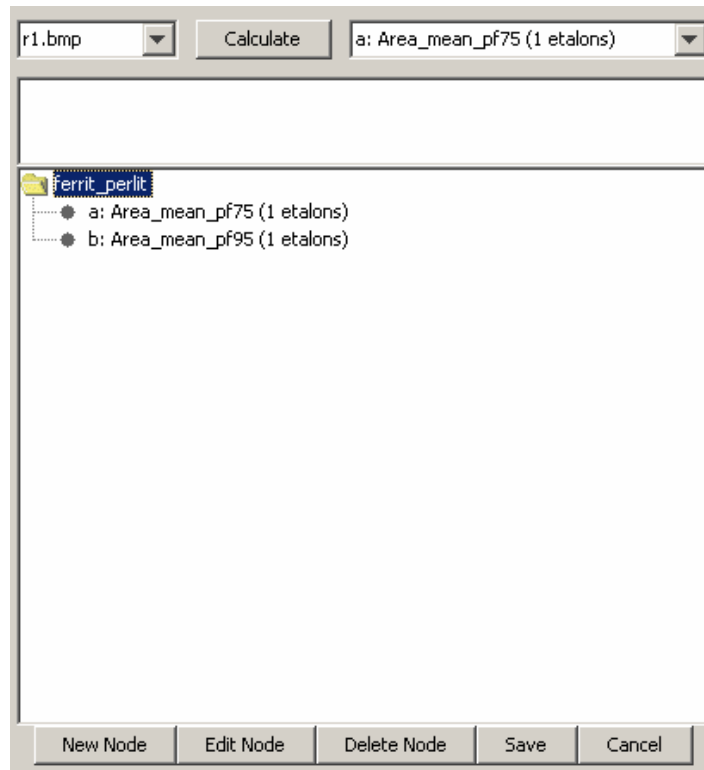 r1.bmp Calculate a: Area_mean_pf75 (1 etalons)
ferrit_perlit
a: Area_mean_pf75 (1 etalons)
b: Area_mean_pf95 (1 etalons)
New Node Edit Node Delete Node Save Cancel